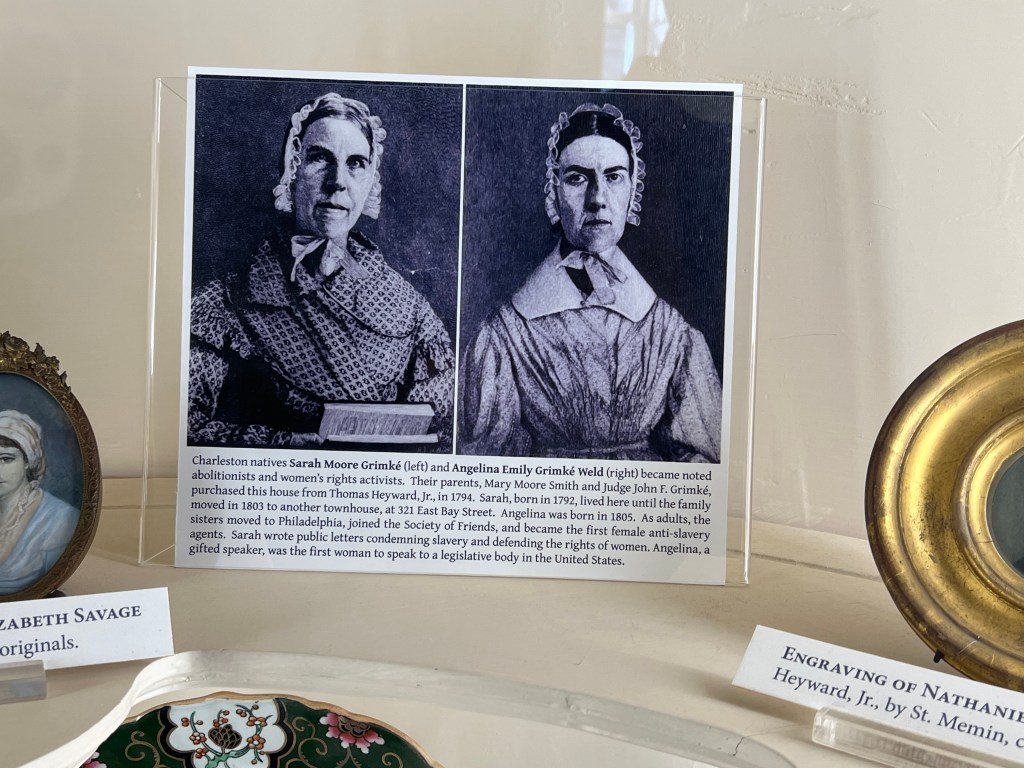 Charleston natives Sarah Moore Grimké (left) and Angelina Emily Grimké Weld (right) became noted
abolitionists and women's rights activists. Their parents, Mary Moore Smith and Judge John F. Grimké,
purchased this house from Thomas Heyward, Jr., in 1794. Sarah, born in 1792, lived here until the family
moved in 1803 to another townhouse, at 321 East Bay Street. Angelina was born in 1805. As adults, the
sisters moved to Philadelphia, joined the Society of Friends, and became the first female anti-slavery
agents. Sarah wrote public letters condemning slavery and defending the rights of women. Angelina, a
gifted speaker, was the first woman to speak to a legislative body in the United States.
ZABETH SAVAGE
originals.
ENGRAVING OF NATHANIE
Heyward, Jr., by St. Memin, c